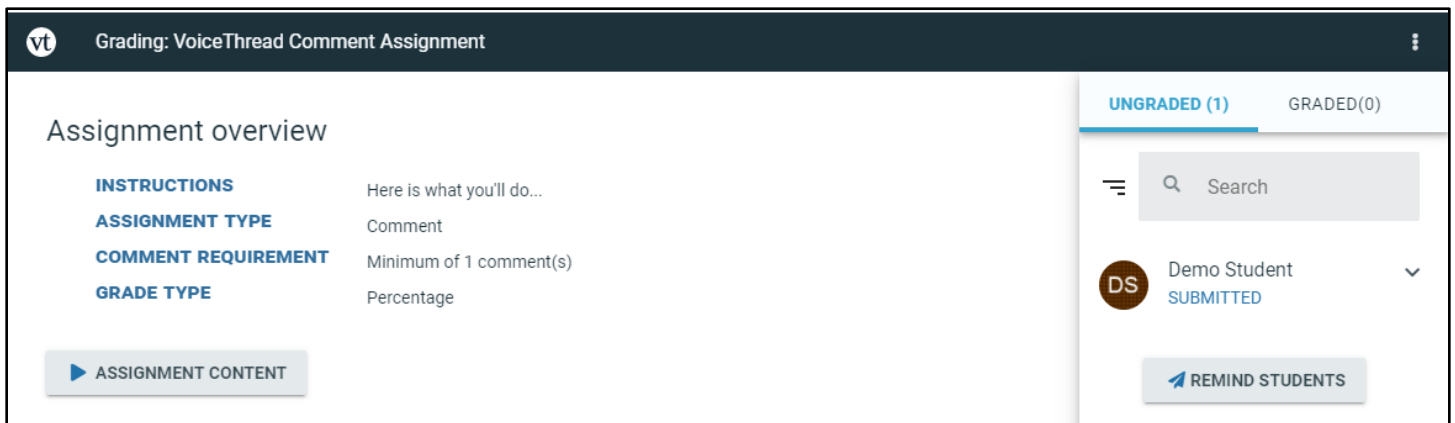 vt Grading: VoiceThread Comment Assignment
Assignment overview
INSTRUCTIONS Here is what you'll do...
ASSIGNMENT TYPE Comment
COMMENT REQUIREMENT Minimum of 1 comment(s)
GRADE TYPE Percentage
ASSIGNMENT CONTENT
UNGRADED (1) GRADED(0)
Search
DS Demo Student
SUBMITTED
REMIND STUDENTS